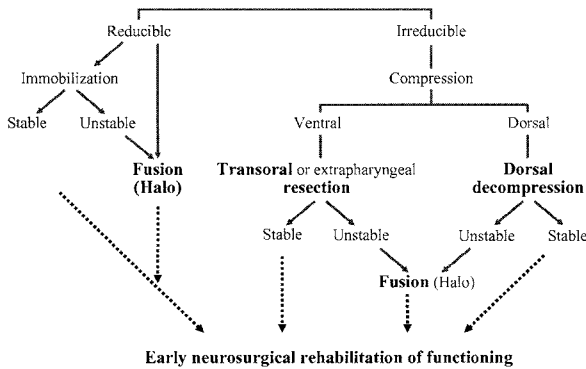 Reducible Irreducible
Immobilization Compression
Stable Unstable Ventral Dorsal
Fusion
(Halo)
Transoral or extrapharyngeal
resection
Dorsal
decompression
Stable Unstable Unstable Stable
Fusion (Halo)
Early neurosurgical rehabilitation of functioning